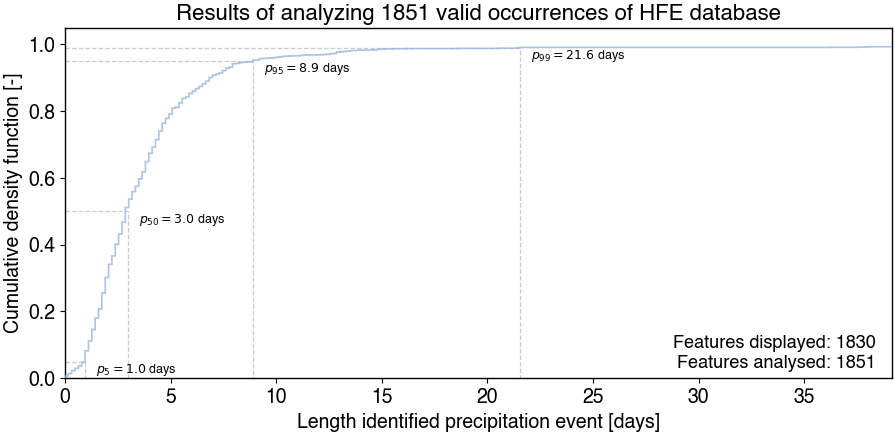 Results of analyzing 1851 valid occurrences of HFE database
Cumulative density function [-]
1.0
0.8
0.6
0.4
0.2
0.0
p95 = 8.9 days
p99 = 21.6 days
p50 = 3.0 days
p5 = 1.0 days
Features displayed: 1830
Features analysed: 1851
0 5 10 15 20 25 30 35
Length identified precipitation event [days]